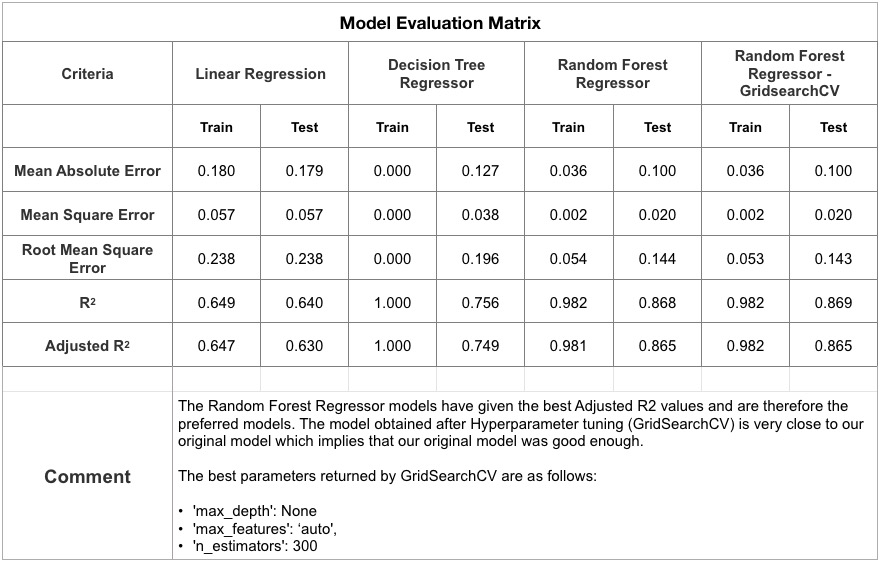 Model Evaluation Matrix
Criteria Linear Regression Decision Tree Regressor Random Forest Regressor Random Forest Regressor - GridsearchCV
Train Test Train Test Train Test Train Test
Mean Absolute Error 0.180 0.179 0.000 0.127 0.036 0.100 0.036 0.100
Mean Square Error 0.057 0.057 0.000 0.038 0.002 0.020 0.002 0.020
Root Mean Square Error 0.238 0.238 0.000 0.196 0.054 0.144 0.053 0.143
R² 0.649 0.640 1.000 0.756 0.982 0.868 0.982 0.869
Adjusted R² 0.647 0.630 1.000 0.749 0.981 0.865 0.982 0.865
Comment
The Random Forest Regressor models have given the best Adjusted R2 values and are therefore the
preferred models. The model obtained after Hyperparameter tuning (GridSearchCV) is very close to our
original model which implies that our original model was good enough.
The best parameters returned by GridSearchCV are as follows:
• 'max_depth': None
• 'max_features': ‘auto',
• 'n_estimators': 300